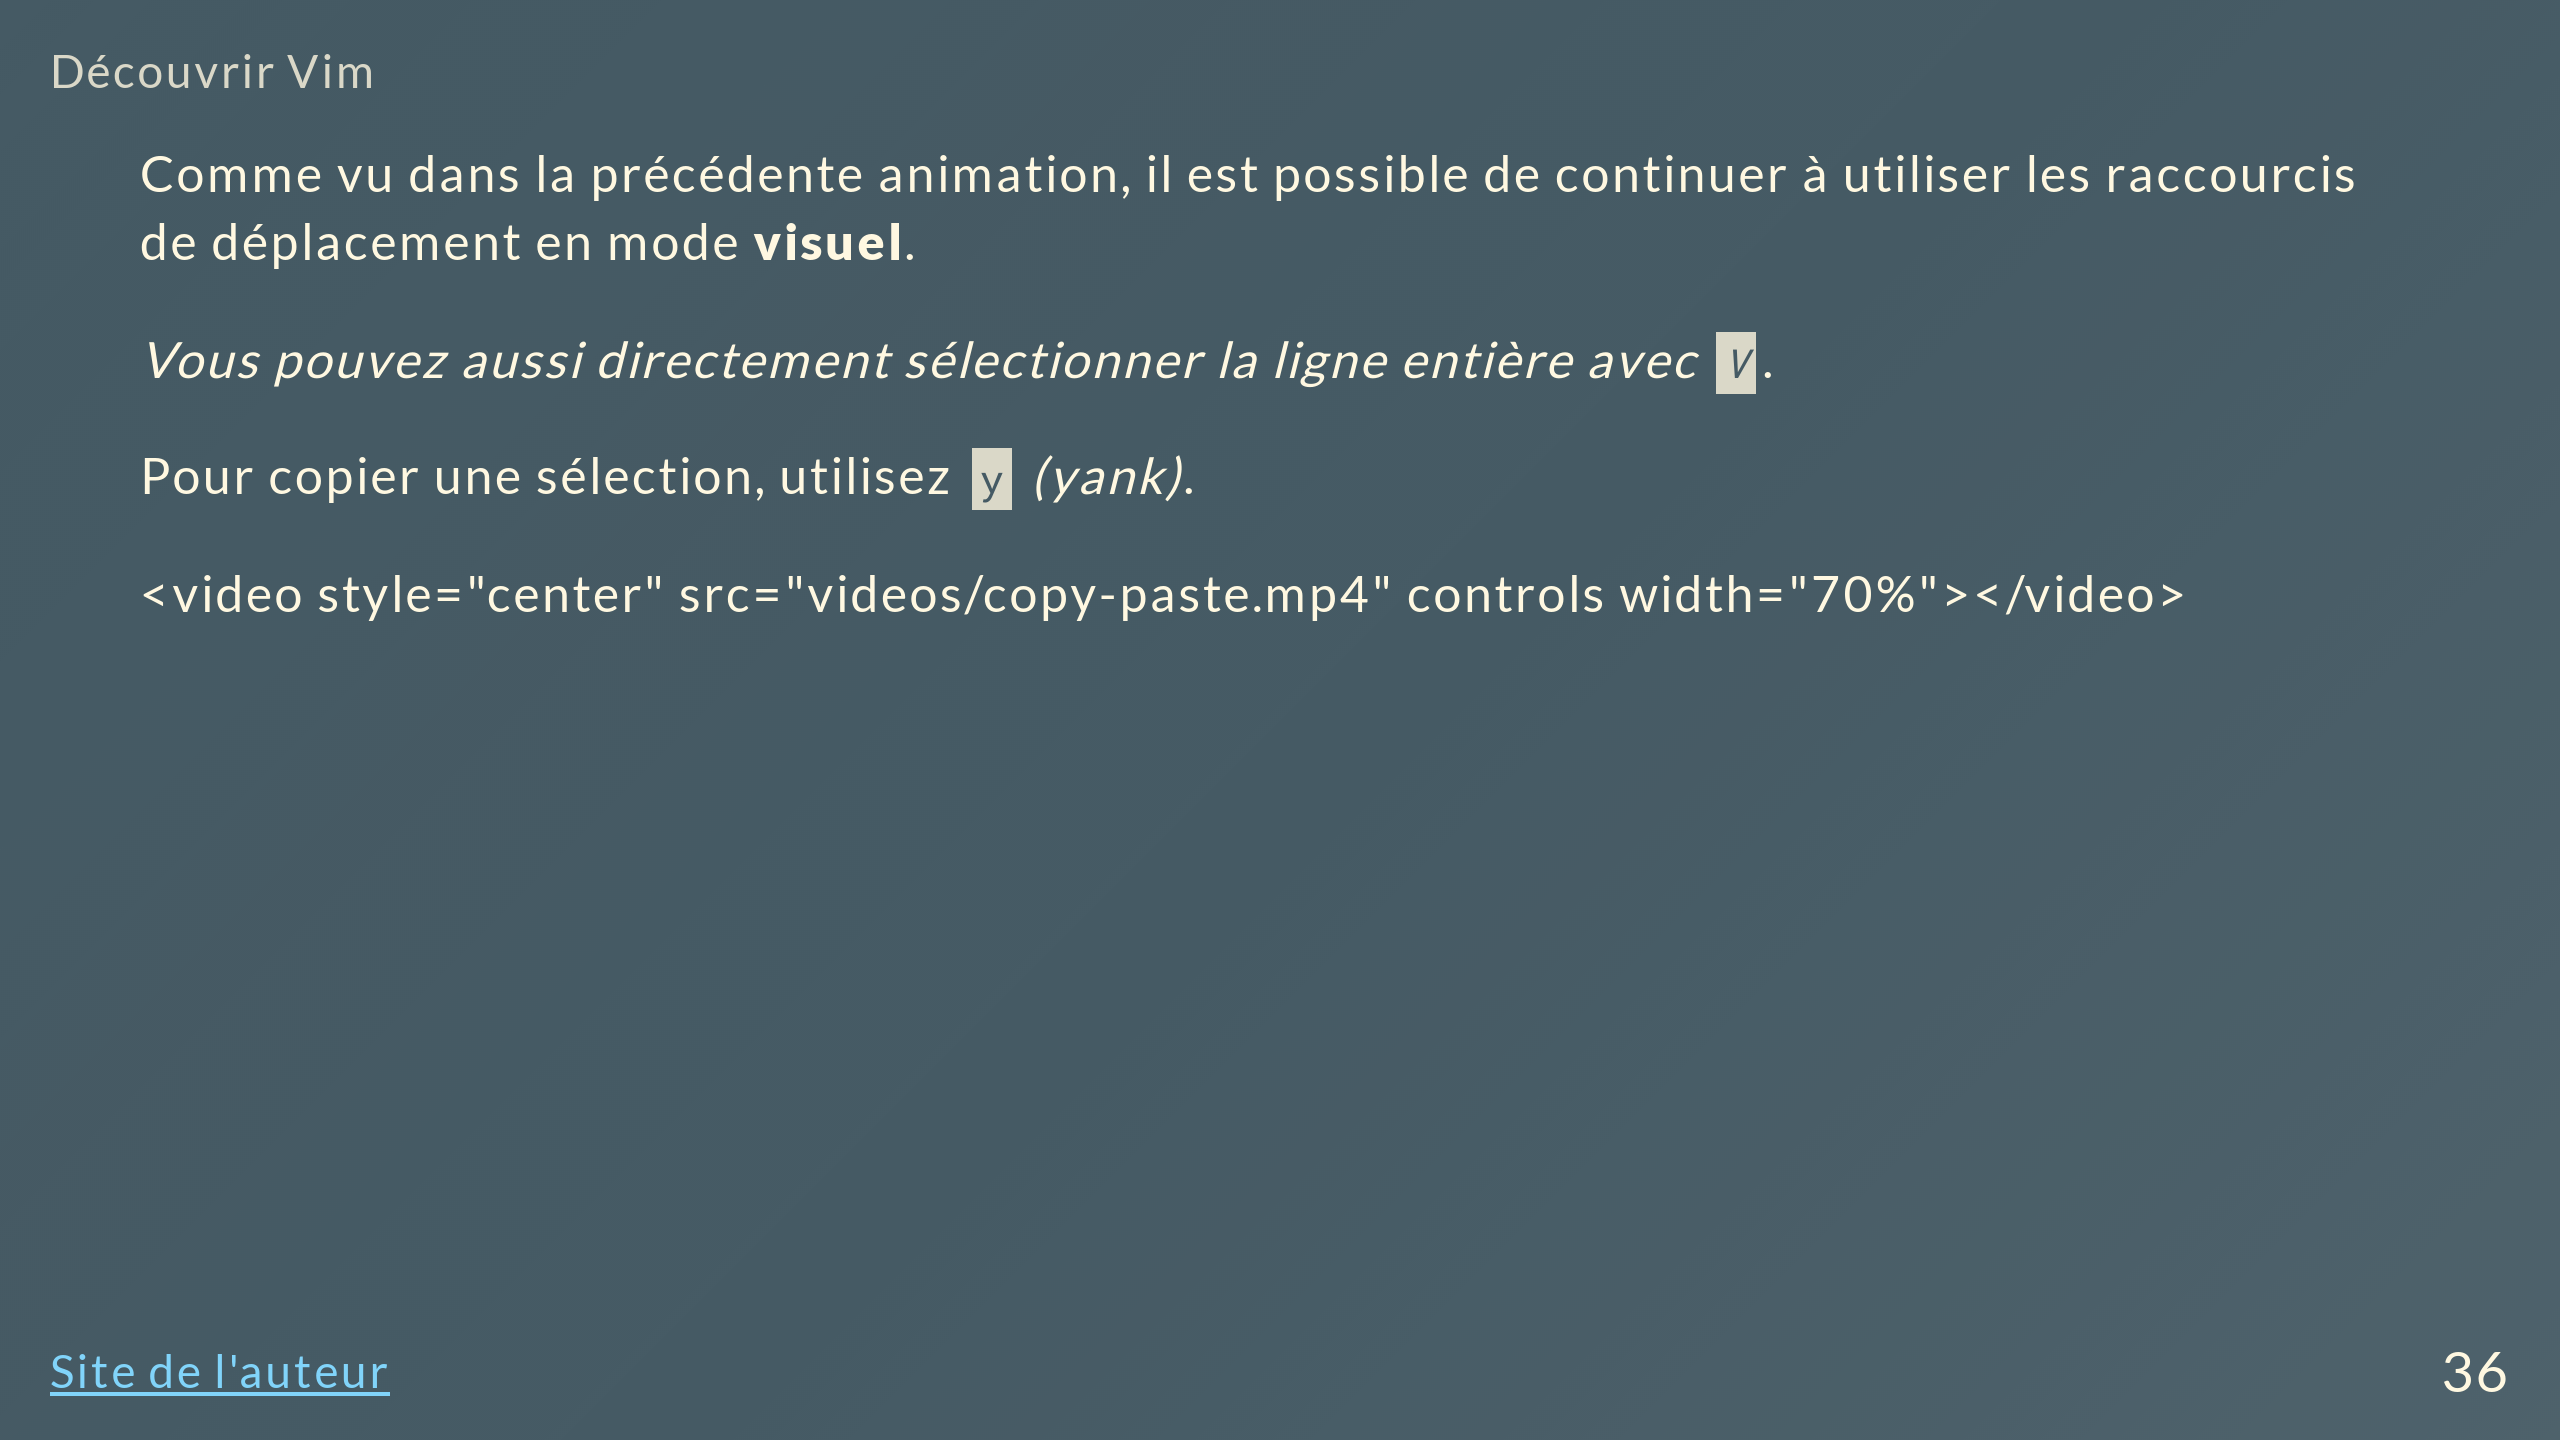 Découvrir Vim
Comme vu dans la précédente animation, il est possible de continuer à utiliser les raccourcis
de déplacement en mode visuel.
Vous pouvez aussi directement sélectionner la ligne entière avec V.
Pour copier une sélection, utilisez y (yank).
<video style="center" src="videos/copy-paste.mp4" controls width="70%"></video>
Site de l'auteur
36